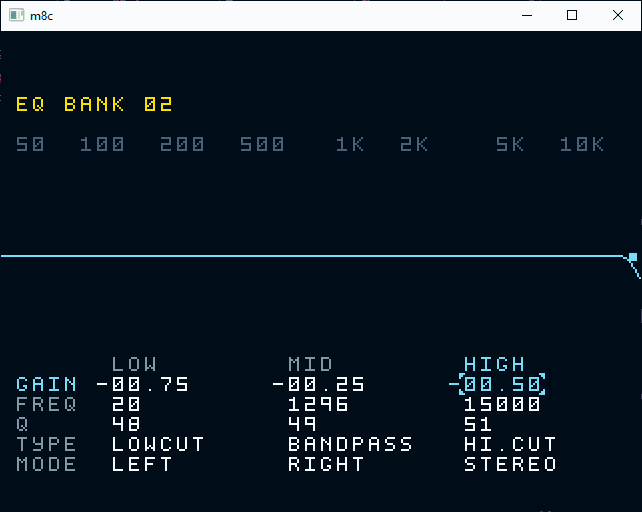 m8c
EQ BANK 02
50 100 200 500 1K 2K 5K 10K
LOW MID HIGH
GAIN -00.75 -00.25 -00.50
FREQ 20 1296 15000
Q 48 49 51
TYPE LOWCUT BANDPASS HI.CUT
MODE LEFT RIGHT STEREO